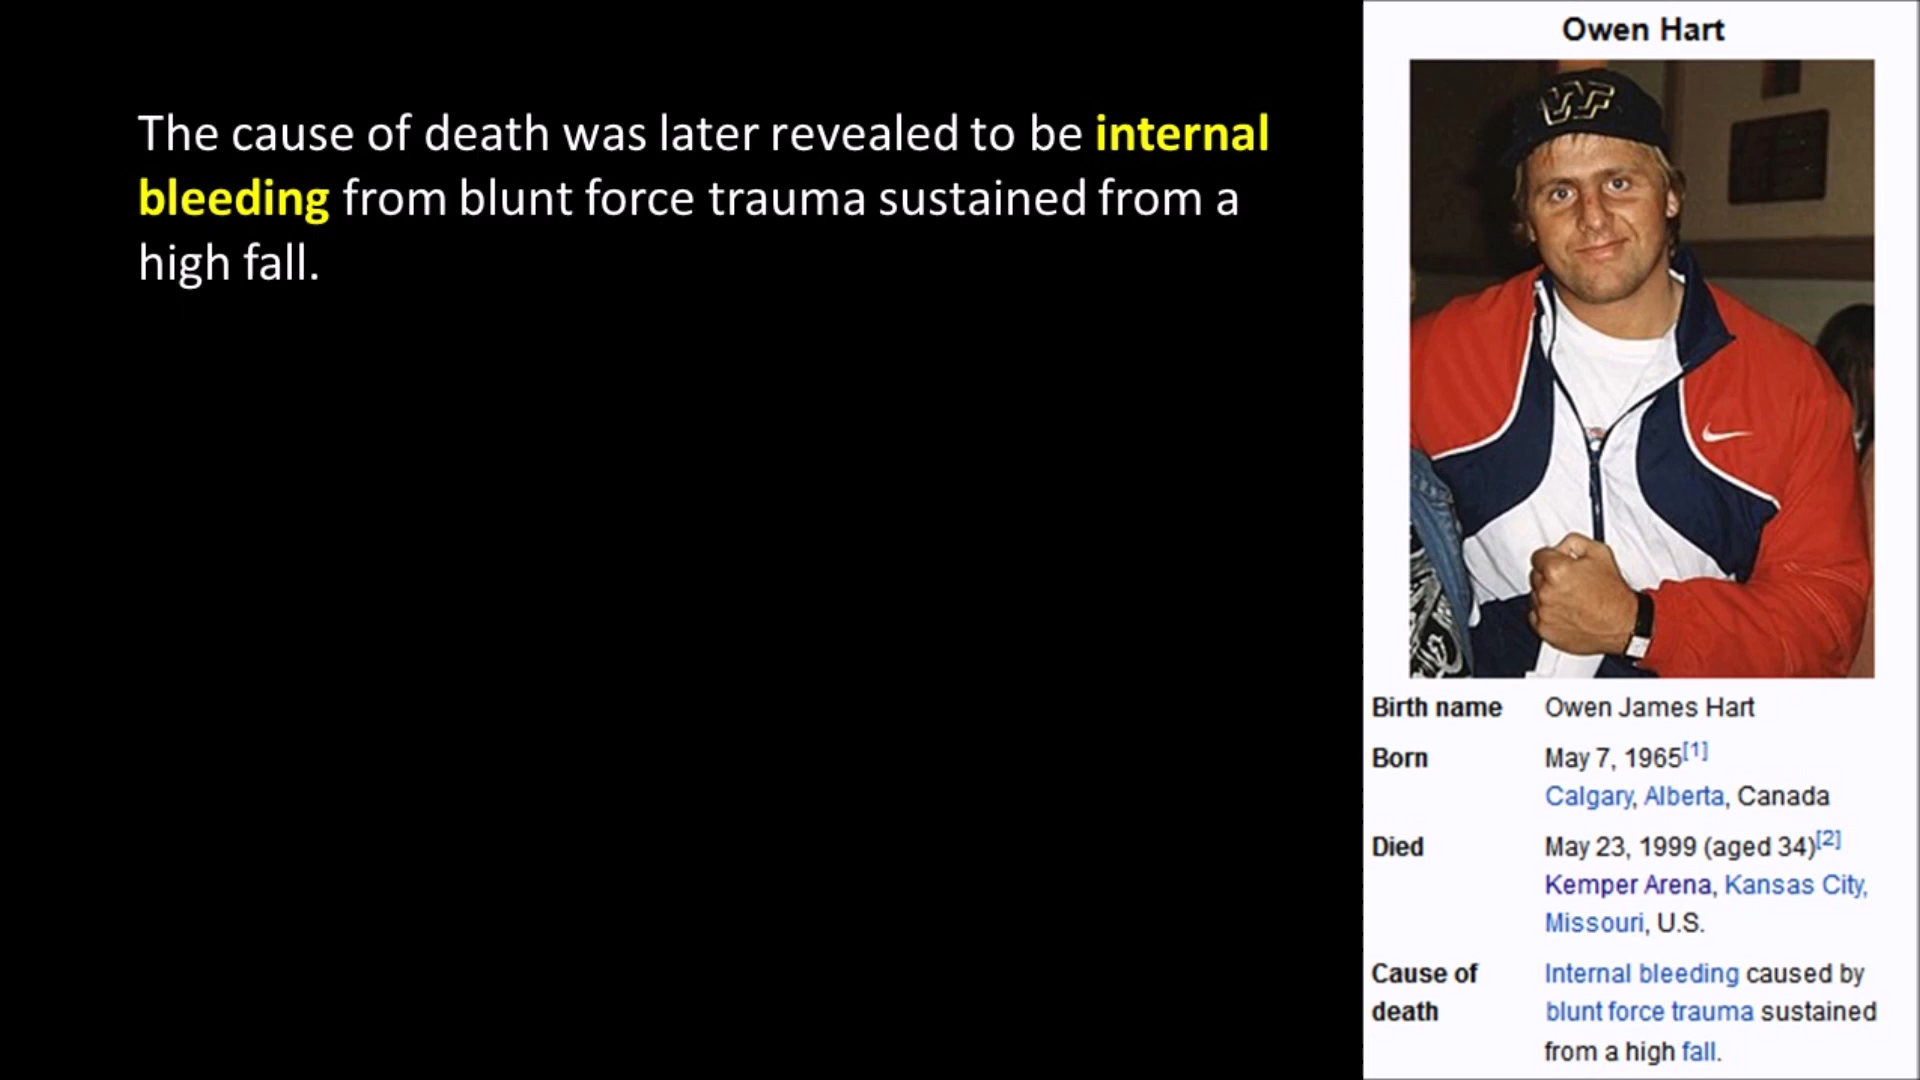 The cause of death was later revealed to be internal
bleeding from blunt force trauma sustained from a
high fall.
Owen Hart
WF
Birth name Owen James Hart
Born May 7, 1965[1]
Calgary, Alberta, Canada
Died May 23, 1999 (aged 34)[2]
Kemper Arena, Kansas City,
Missouri, U.S.
Cause of Internal bleeding caused by
death blunt force trauma sustained
from a high fall.